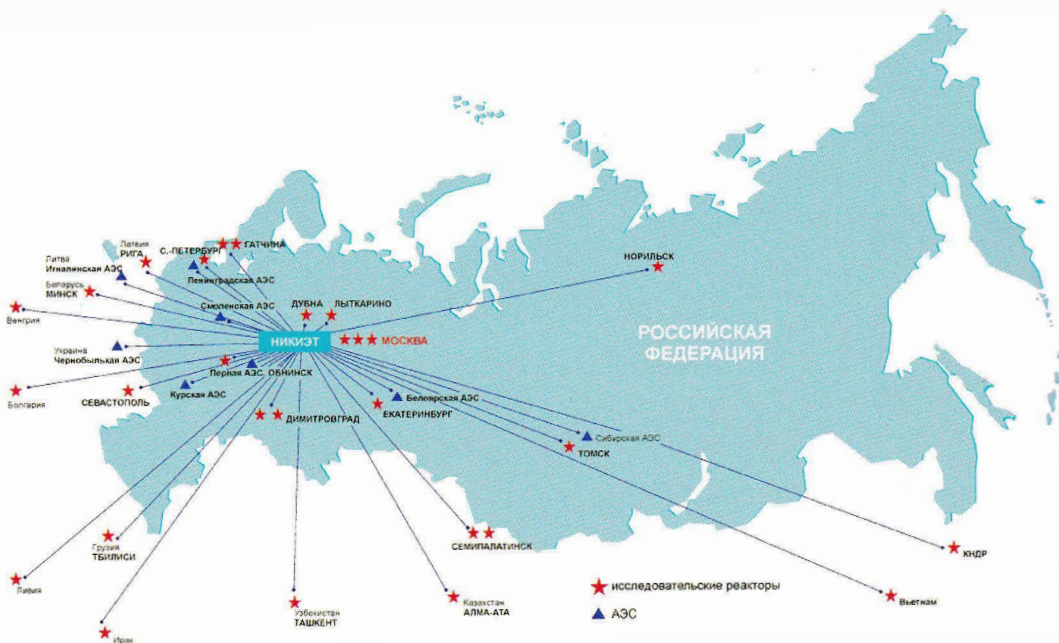 ГАТЧИНА
Латвия
РИГА
С.-ПЕТЕРБУРГ
Литва
Игналинская АЭС
Ленинградская АЭС
НОРИЛЬСК
Беларусь
МИНСК
Смоленская АЭС
ДУБНА
ЛЫТКАРИНО
Венгрия
НИКИЭТ
МОСКВА
РОССИЙСКАЯ
ФЕДЕРАЦИЯ
Украина
Чернобыльская АЭС
Перная АЭС, ОБНИНСК
Болгария
СЕВАСТОПОЛЬ
Курская АЭС
Белоярская АЭС
ЕКАТЕРИНБУРГ
ДИМИТРОВГРАД
Сибирская АЭС
ТОМСК
СЕМИПАЛАТИНСК
Грузия
ТБИЛИСИ
КНДР
Ливия
Узбекистан
ТАШКЕНТ
Казахстан
АЛМА-АТА
исследовательские реакторы
Вьетнам
АЭС
Ирак